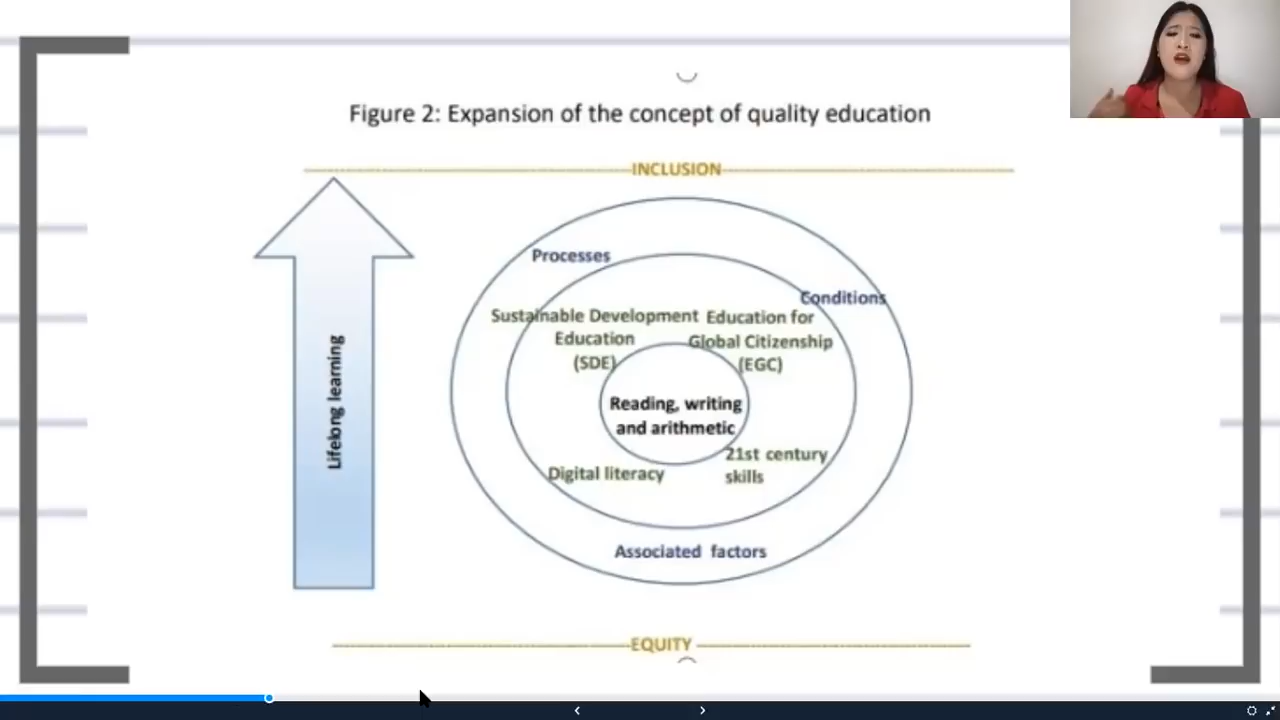 Figure 2: Expansion of the concept of quality education
INCLUSION
Processes
Conditions
Sustainable Development
Education
(SDE)
Education for
Global Citizenship
(EGC)
Reading, writing
and arithmetic
Digital literacy
21st century
skills
Associated factors
Lifelong learning
EQUITY